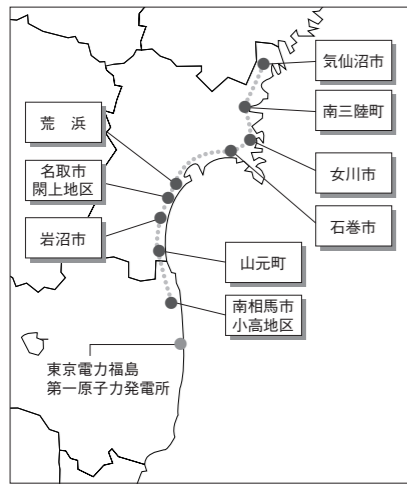 気仙沼市
南三陸町
荒　浜
女川市
名取市
閖上地区
石巻市
岩沼市
山元町
南相馬市
小高地区
東京電力福島
第一原子力発電所